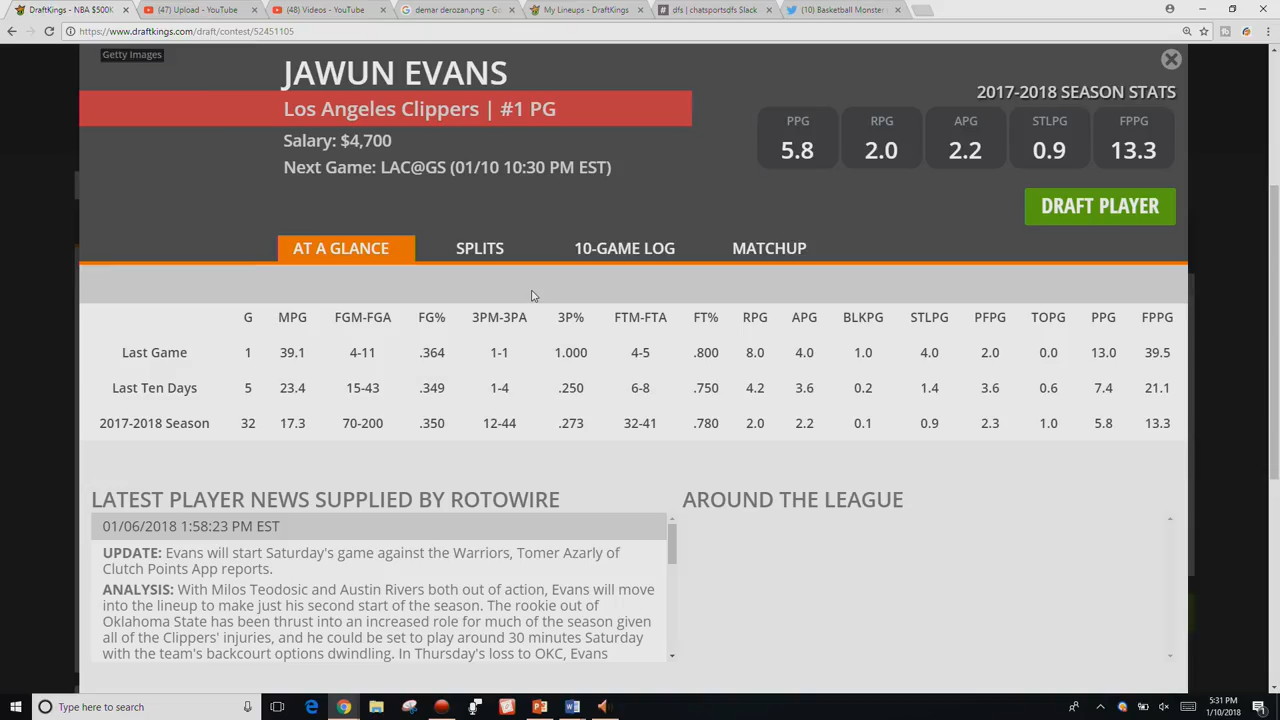 DraftKings - NBA $500K
(47) Upload - YouTube
(48) Videos - YouTube
demar derozan.png - Go
My Lineups - DraftKings
dfs | chatsportsdfs Slack
(10) Basketball Monster
https://www.draftkings.com/draft/contest/52451105
Getty Images
JAWUN EVANS
Los Angeles Clippers | #1 PG
Salary: $4,700
Next Game: LAC@GS (01/10 10:30 PM EST)
2017-2018 SEASON STATS
PPG RPG APG STLPG FPPG
5.8 2.0 2.2 0.9 13.3
DRAFT PLAYER
AT A GLANCE SPLITS 10-GAME LOG MATCHUP
G MPG FGM-FGA FG% 3PM-3PA 3P% FTM-FTA FT% RPG APG BLKPG STLPG PFPG TOPG PPG FPPG
Last Game 1 39.1 4-11 .364 1-1 1.000 4-5 .800 8.0 4.0 1.0 4.0 2.0 0.0 13.0 39.5
Last Ten Days 5 23.4 15-43 .349 1-4 .250 6-8 .750 4.2 3.6 0.2 1.4 3.6 0.6 7.4 21.1
2017-2018 Season 32 17.3 70-200 .350 12-44 .273 32-41 .780 2.0 2.2 0.1 0.9 2.3 1.0 5.8 13.3
LATEST PLAYER NEWS SUPPLIED BY ROTOWIRE
01/06/2018 1:58:23 PM EST
UPDATE: Evans will start Saturday's game against the Warriors, Tomer Azarly of
Clutch Points App reports.
ANALYSIS: With Milos Teodosic and Austin Rivers both out of action, Evans will move
into the lineup to make just his second start of the season. The rookie out of
Oklahoma State has been thrust into an increased role for much of the season given
all of the Clippers' injuries, and he could be set to play around 30 minutes Saturday
with the team's backcourt options dwindling. In Thursday's loss to OKC, Evans
AROUND THE LEAGUE
Type here to search
5:31 PM
1/10/2018